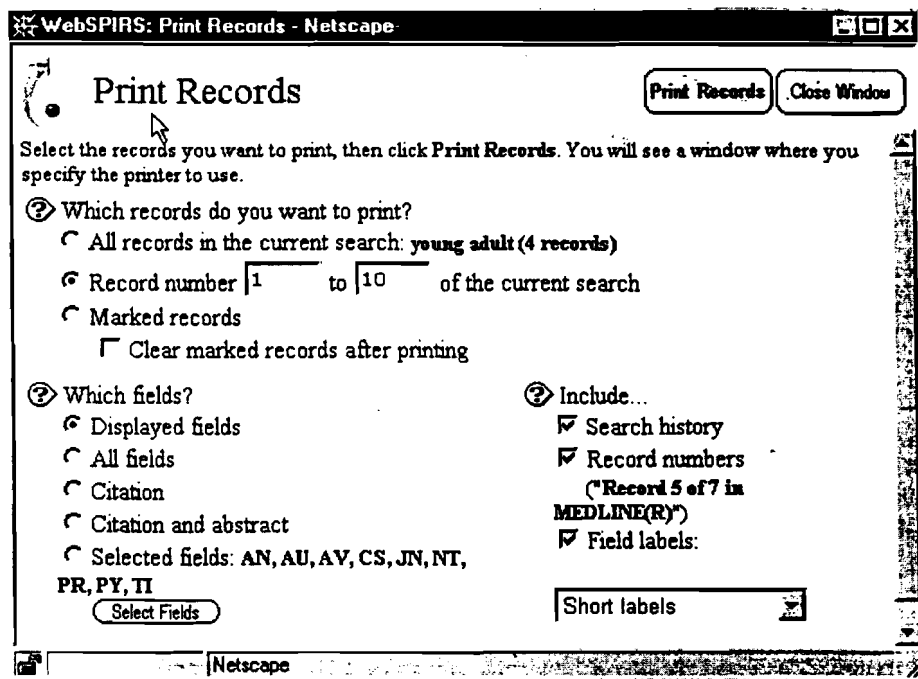 WebSPIRS: Print Records - Netscape
Print Records
Print Records
Close Window
Select the records you want to print, then click Print Records. You will see a window where you
specify the printer to use.
Which records do you want to print?
All records in the current search: young adult (4 records)
Record number 1 to 10 of the current search
Marked records
Clear marked records after printing
Which fields?
Displayed fields
All fields
Citation
Citation and abstract
Selected fields: AN, AU, AV, CS, JN, NT,
PR, PY, TI
Select Fields
Include...
Search history
Record numbers
("Record 5 of 7 in
MEDLINE(R)")
Field labels:
Short labels
Netscape